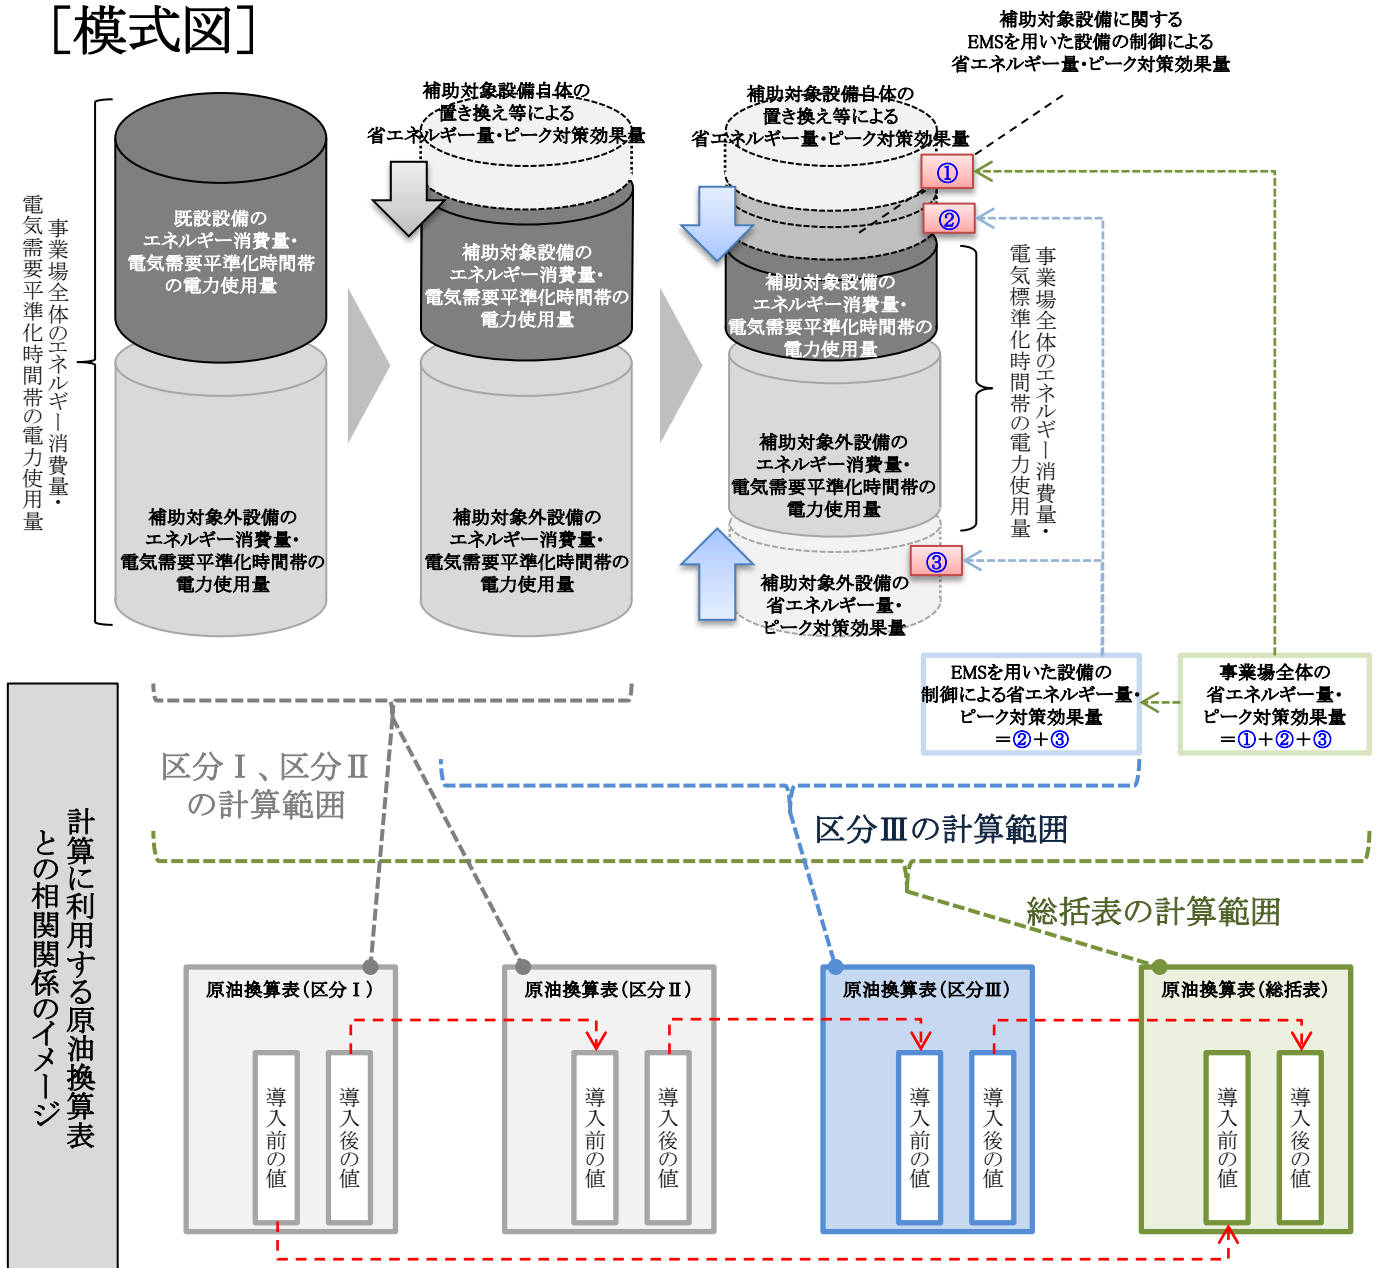 ［模式図］
補助対象設備に関する
EMSを用いた設備の制御による
省エネルギー量・ピーク対策効果量
補助対象設備自体の
置き換え等による
省エネルギー量・ピーク対策効果量
補助対象設備自体の
置き換え等による
省エネルギー量・ピーク対策効果量
①
②
事業場全体のエネルギー消費量・
電気需要平準化時間帯の電力使用量
既設設備の
エネルギー消費量・
電気需要平準化時間帯
の電力使用量
補助対象設備の
エネルギー消費量・
電気需要平準化時間帯の
電力使用量
補助対象設備の
エネルギー消費量・
電気需要平準化時間帯の
電力使用量
事業場全体のエネルギー消費量・
電気標準化時間帯の電力使用量
補助対象外設備の
エネルギー消費量・
電気需要平準化時間帯の
電力使用量
補助対象外設備の
エネルギー消費量・
電気需要平準化時間帯の
電力使用量
補助対象外設備の
エネルギー消費量・
電気需要平準化時間帯の
電力使用量
③
補助対象外設備の
省エネルギー量・
ピーク対策効果量
EMSを用いた設備の
制御による省エネルギー量・
ピーク対策効果量
＝②＋③
事業場全体の
省エネルギー量・
ピーク対策効果量
＝①＋②＋③
計算に利用する原油換算表
との相関関係のイメージ
区分Ⅰ、区分Ⅱ
の計算範囲
区分Ⅲの計算範囲
総括表の計算範囲
原油換算表（区分Ⅰ）
導入前の値
導入後の値
原油換算表（区分Ⅱ）
導入前の値
導入後の値
原油換算表（区分Ⅲ）
導入前の値
導入後の値
原油換算表（総括表）
導入前の値
導入後の値